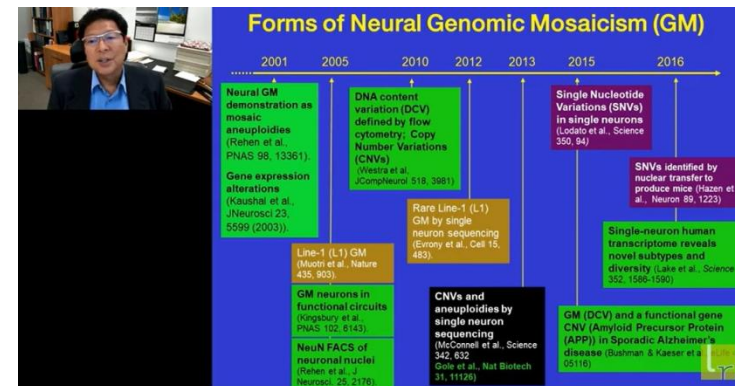 Forms of Neural Genomic Mosaicism (GM)
2001
2005
2010
2012
2013
2015
2016
Neural GM
demonstration as
mosaic
aneuploidies
(Rehen et al.,
PNAS 98, 13361).
Gene expression
alterations
(Kaushal et al.,
JNeurosci 23,
5599 (2003)).
Line-1 (L1) GM
(Muotri et al., Nature
435, 903).
GM neurons in
functional circuits
(Kingsbury et al.,
PNAS 102, 6143).
NeuN FACS of
neuronal nuclei
(Rehen et al., J
Neurosci. 25, 2176).
DNA content
variation (DCV)
defined by flow
cytometry; Copy
Number Variations
(CNVs)
(Westra et al,
JCompNeurol 518, 3981)
Rare Line-1 (L1)
GM by single
neuron sequencing
(Evrony et al., Cell 15,
483).
CNVs and
aneuploidies by
single neuron
sequencing
(McConnell et al., Science
342, 632
Gole et al., Nat Biotech
31, 11126)
Single Nucleotide
Variations (SNVs)
in single neurons
(Lodato et al., Science
350, 94)
GM (DCV) and a functional gene
CNV (Amyloid Precursor Protein
(APP)) in Sporadic Alzheimer's
disease (Bushman & Kaeser et al
05116)
SNVs identified by
nuclear transfer to
produce mice (Hazen et
al., Neuron 89, 1223)
Single-neuron human
transcriptome reveals
novel subtypes and
diversity (Lake et al., Science
352, 1586-1590)
lr